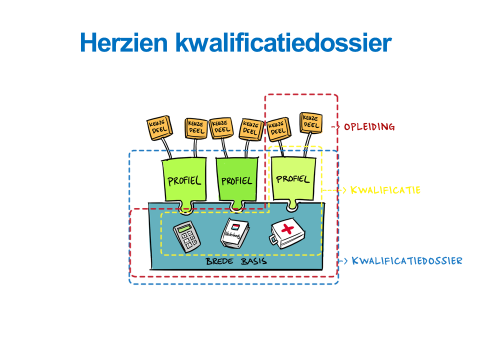 Herzien kwalificatiedossier
KEUZE
DEEL
KEUZE
DEEL
KEUZE
DEEL
KEUZE
DEEL
KEUZE
DEEL
KEUZE
DEEL
OPLEIDING
PROFIEL
PROFIEL
PROFIEL
KWALIFICATIE
BREDE BASIS
KWALIFICATIEDOSSIER